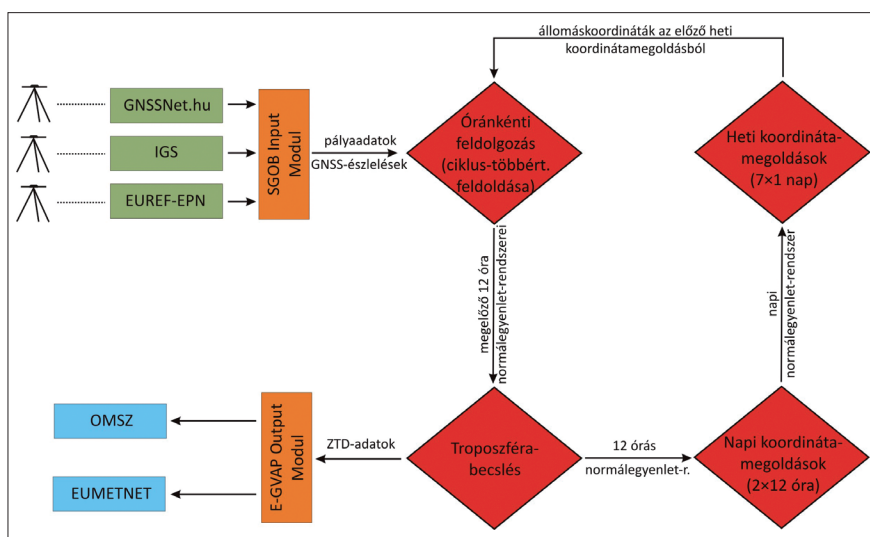 állomáskoordináták az előző heti
koordinátamegoldásból
GNSSNet.hu
IGS
EUREF-EPN
SGOB Input
Modul
pályaadatok
GNSS-észlelések
Óránkénti
feldolgozás
(ciklus-többért.
feldoldása)
Heti koordináta-
megoldások
(7×1 nap)
megelőző 12 óra
normálegyenlet-rendszerei
napi
normálegyenlet-rendszer
OMSZ
EUMETNET
E-GVAP Output
Modul
ZTD-adatok
Troposzféra-
becslés
12 órás
normálegyenlet-r.
Napi koordináta-
megoldások
(2×12 óra)